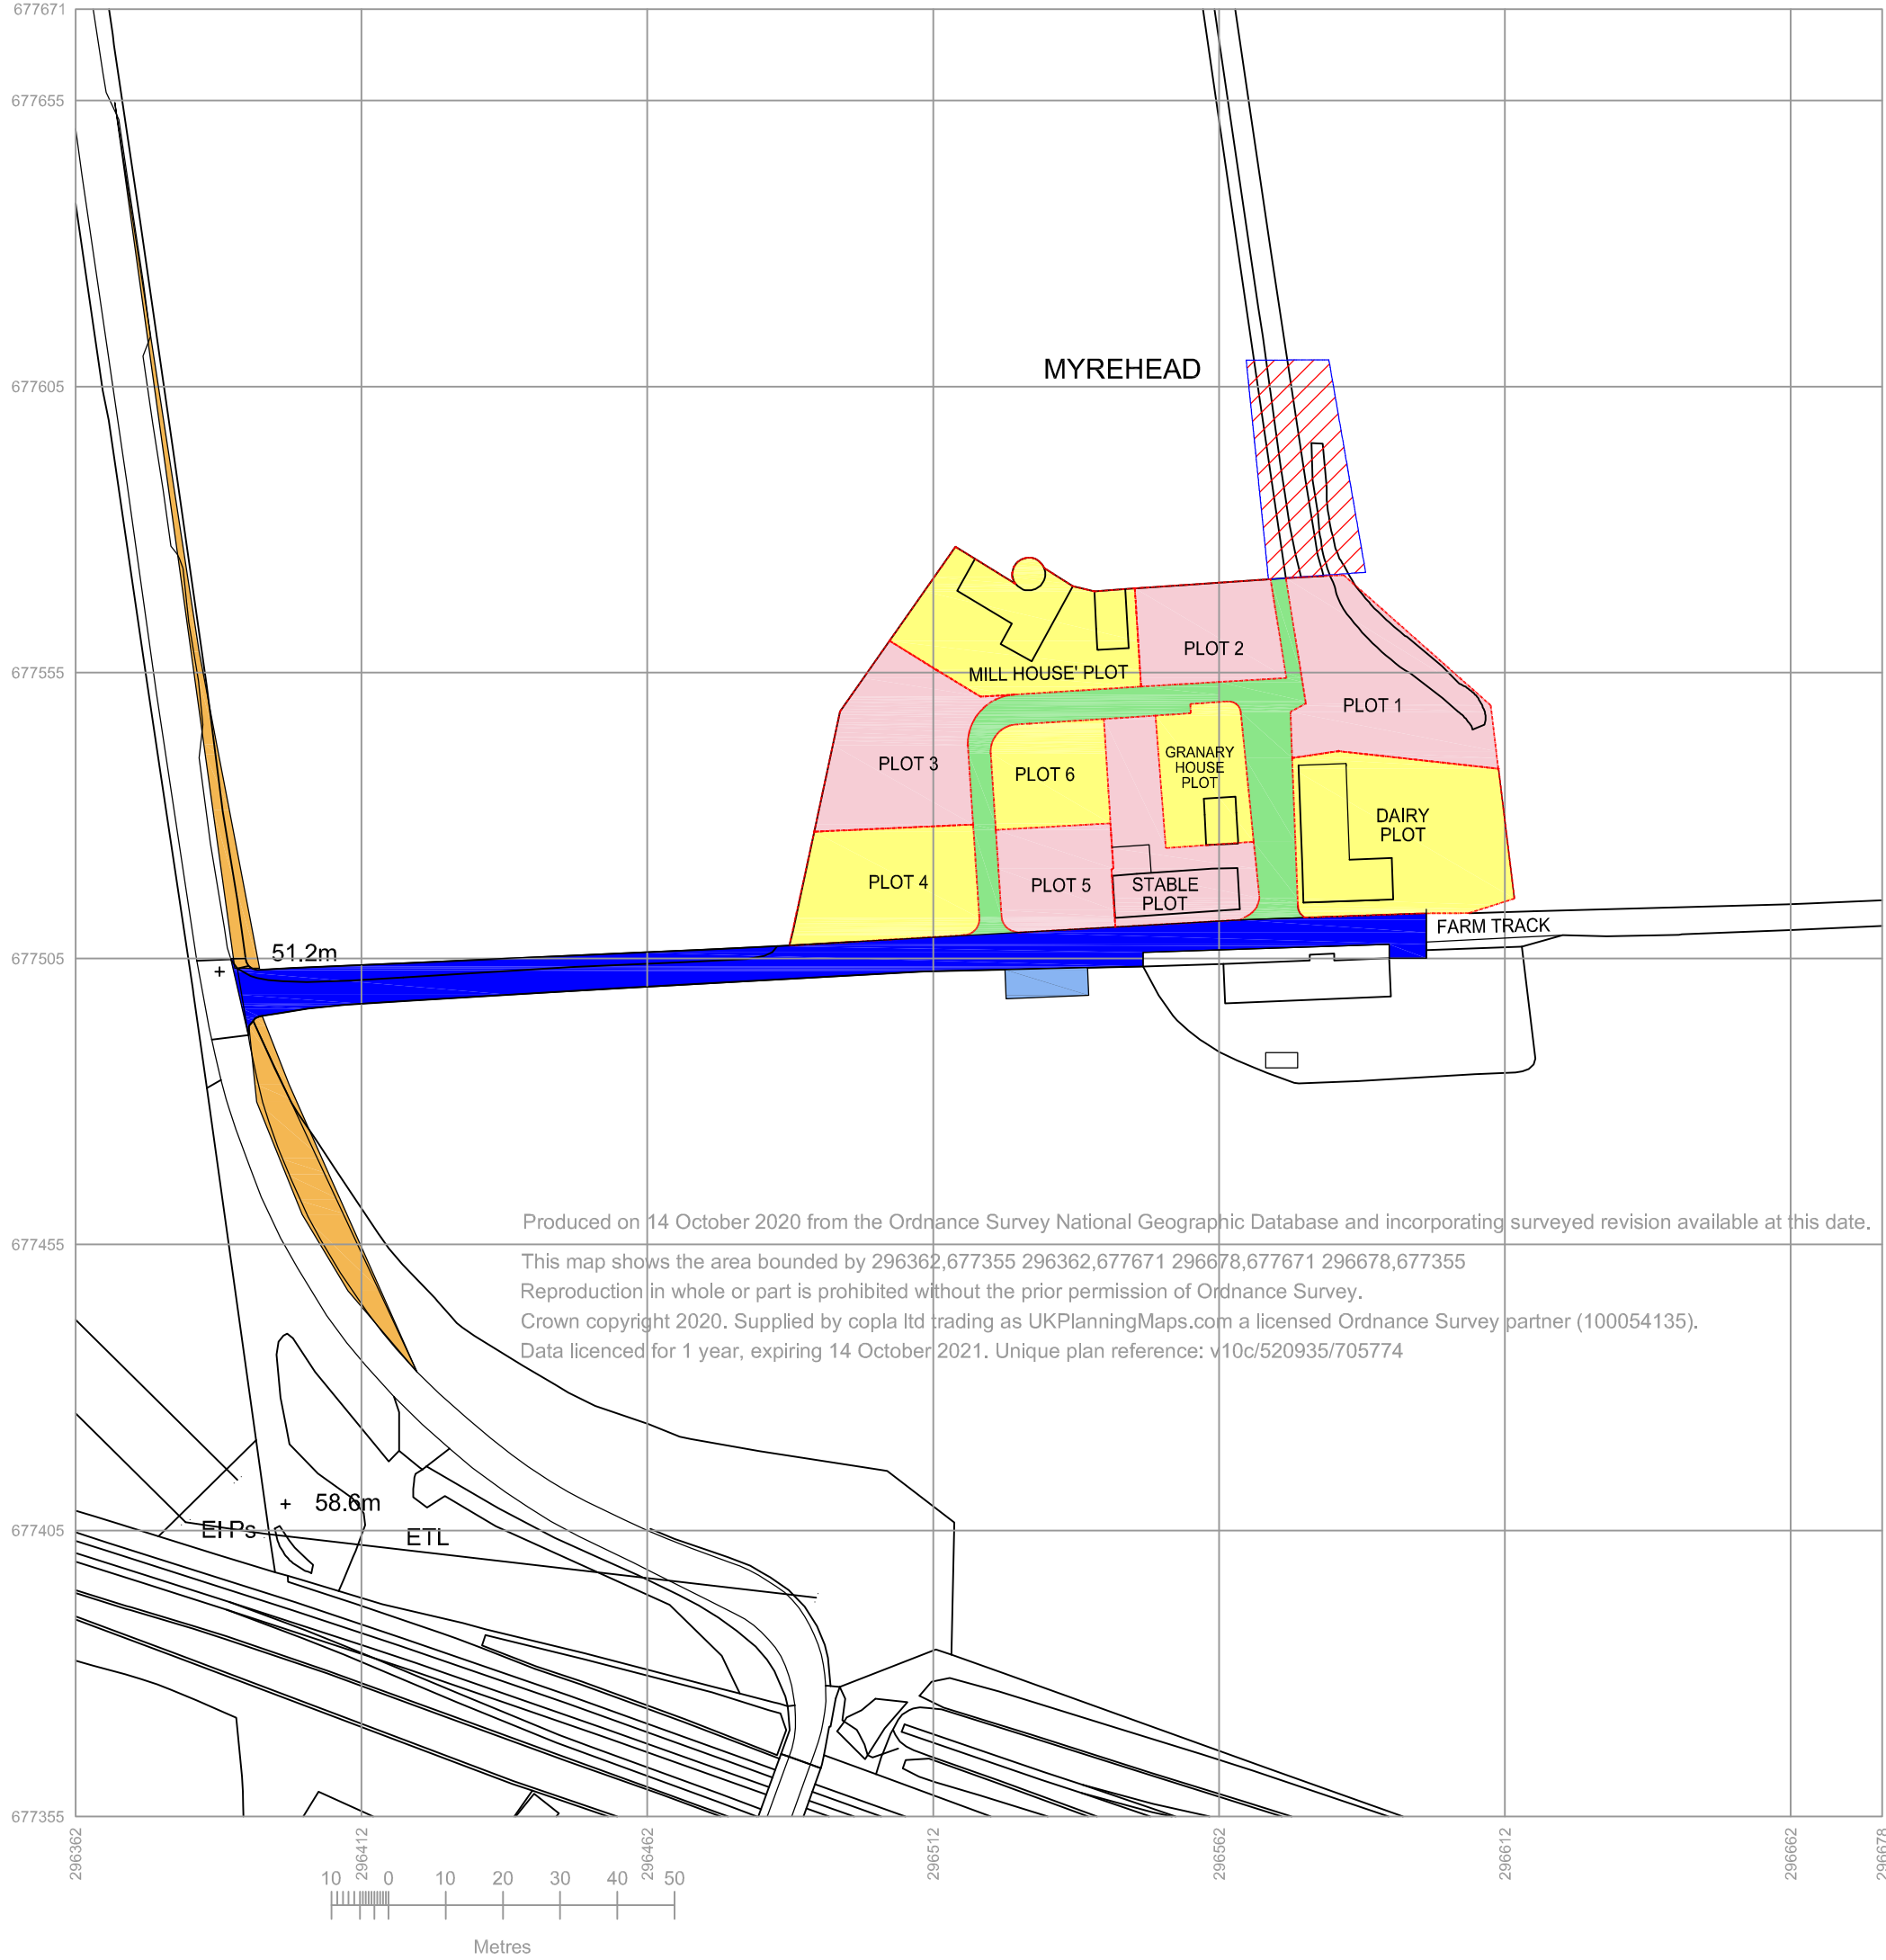 677671
677655
MYREHEAD
677605
PLOT 2
677555
MILL HOUSE' PLOT
PLOT 1
GRANARY
HOUSE
PLOT
PLOT 3
PLOT 6
DAIRY
PLOT
PLOT 4
PLOT 5
STABLE
PLOT
FARM TRACK
51.2m
677505
Produced on 14 October 2020 from the Ordnance Survey National Geographic Database and incorporating surveyed revision available at this date.
677455
This map shows the area bounded by 296362,677355 296362,677671 296678,677671 296678,677355
Reproduction in whole or part is prohibited without the prior permission of Ordnance Survey.
Crown copyright 2020. Supplied by copla ltd trading as UKPlanningMaps.com a licensed Ordnance Survey partner (100054135).
Data licenced for 1 year, expiring 14 October 2021. Unique plan reference: v10c/520935/705774
58.6m
677405
ETL
677355
296362
296412
296462
296512
296562
296612
296662
296678
10 0 10 20 30 40 50
Metres